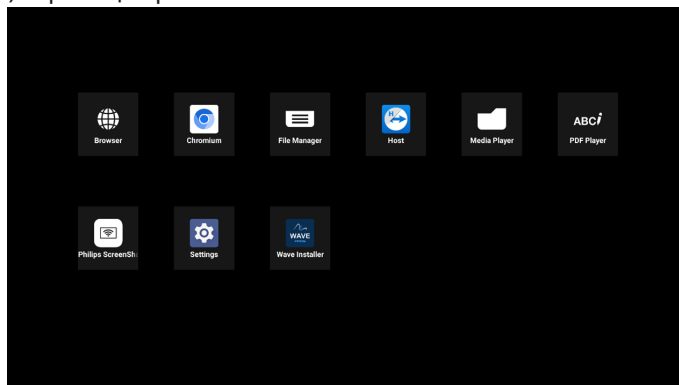 Browser
Chromium
File Manager
H
Host
Media Player
ABCi
PDF Player
Philips ScreenSh
WAVE
Settings
Wave Installer